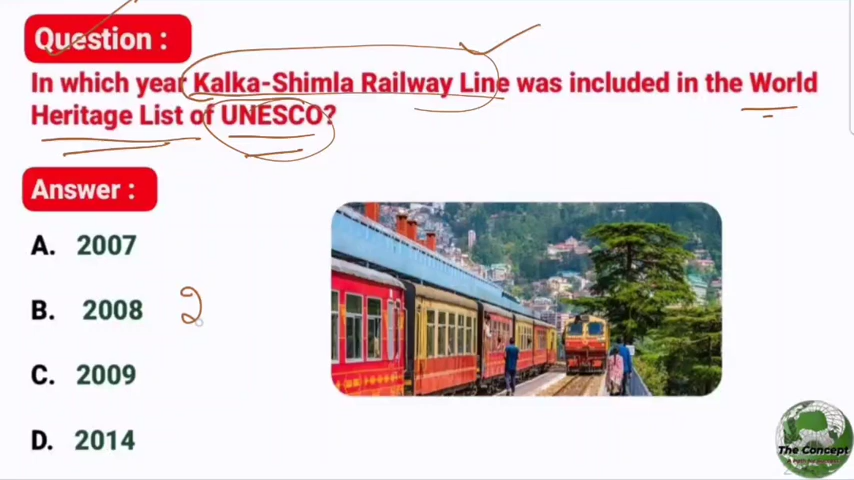 Question :
In which year Kalka-Shimla Railway Line was included in the World
Heritage List of UNESCO?
Answer :
A. 2007
B. 2008 2
C. 2009
D. 2014
The Concept